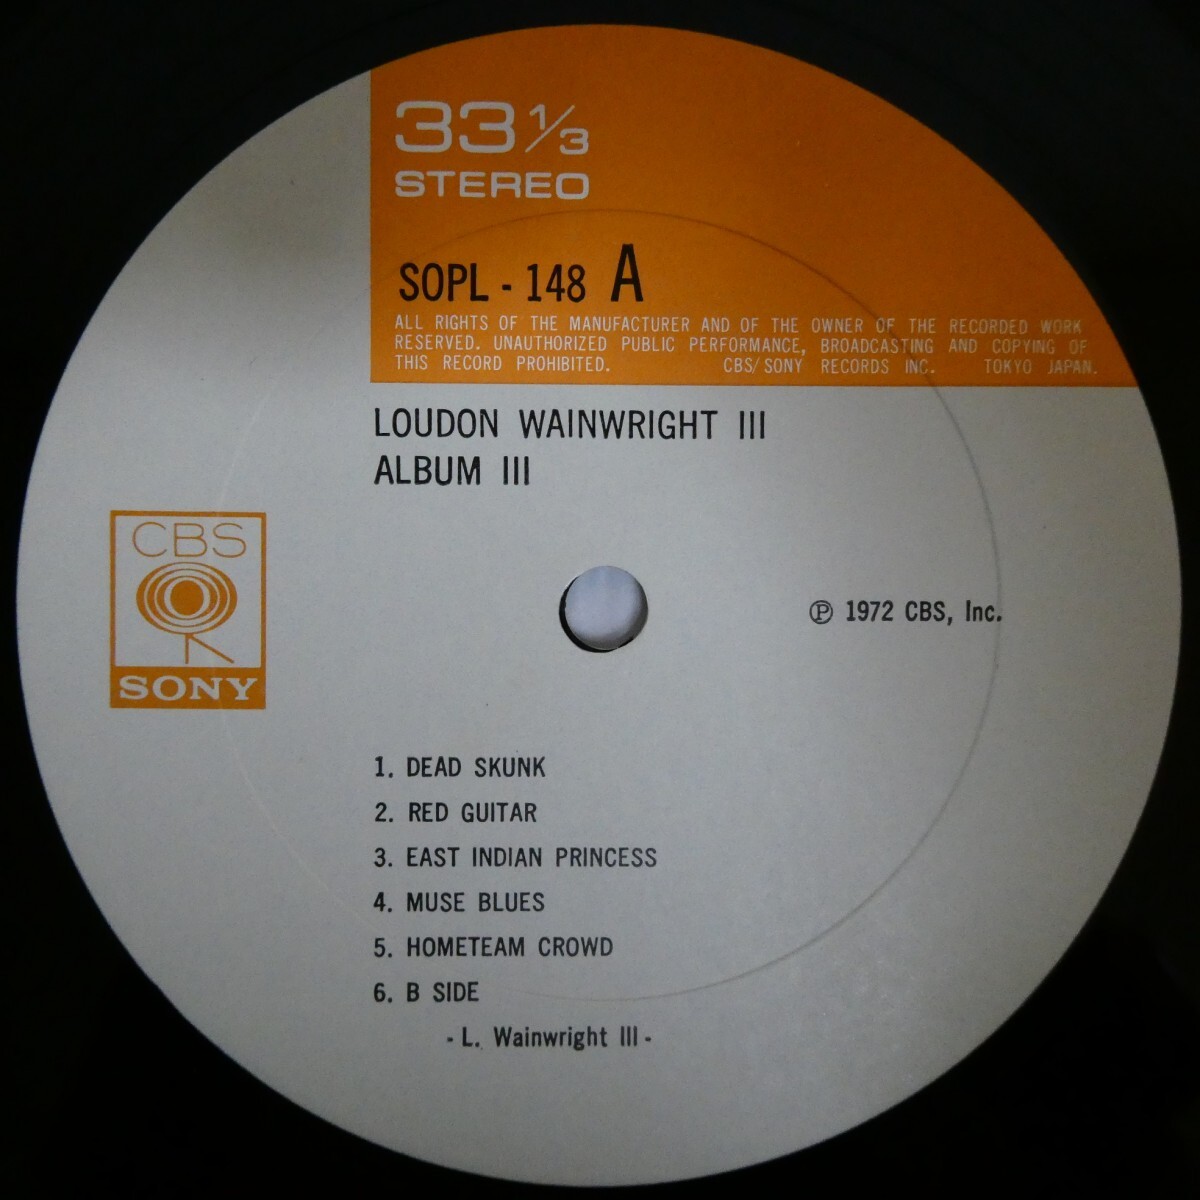 33 1/3
STEREO
SOPL - 148 A
ALL RIGHTS OF THE MANUFACTURER AND OF THE OWNER OF THE RECORDED WORK
RESERVED. UNAUTHORIZED PUBLIC PERFORMANCE, BROADCASTING AND COPYING OF
THIS RECORD PROHIBITED. CBS/SONY RECORDS INC. TOKYO JAPAN.
LOUDON WAINWRIGHT III
ALBUM III
CBS
SONY
Ⓟ 1972 CBS, Inc.
1. DEAD SKUNK
2. RED GUITAR
3. EAST INDIAN PRINCESS
4. MUSE BLUES
5. HOMETEAM CROWD
6. B SIDE
- L. Wainwright III -